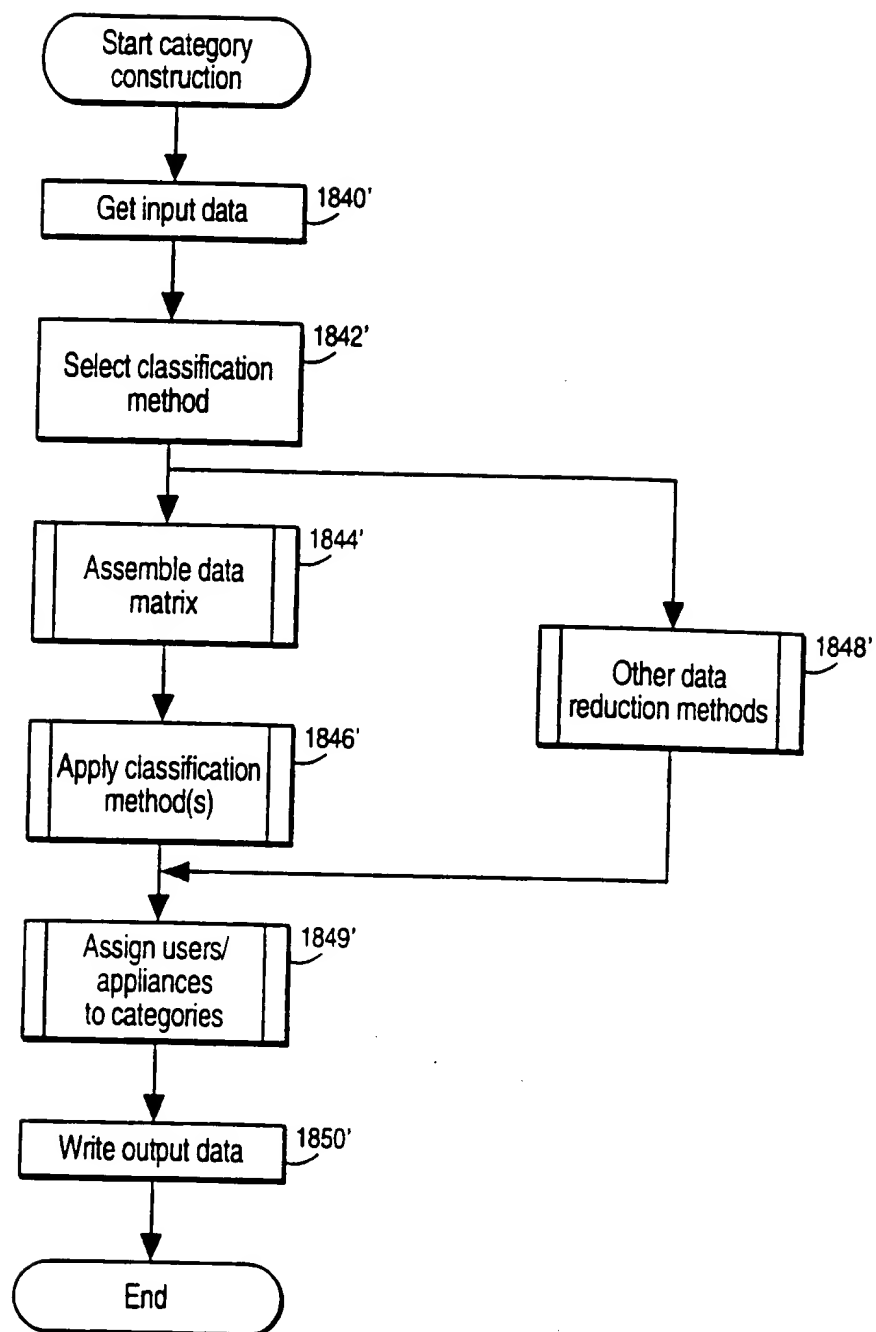 Start category
construction
Get input data
1840'
Select classification
method
1842'
Assemble data
matrix
1844'
Other data
reduction methods
1848'
Apply classification
method(s)
1846'
Assign users/
appliances
to categories
1849'
Write output data
1850'
End